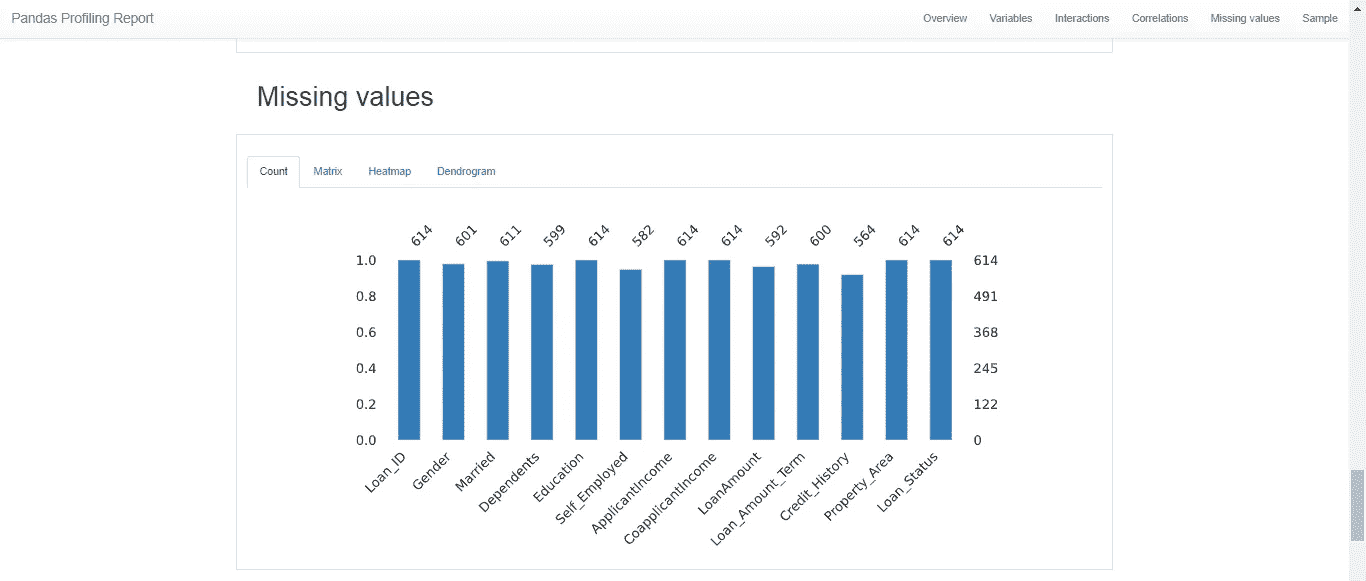 Pandas Profiling Report Overview Variables Interactions Correlations Missing values Sample
Missing values
Count Matrix Heatmap Dendrogram
614 601 611 599 614 582 614 614 592 600 564 614 614
1.0 614
0.8 491
0.6 368
0.4 245
0.2 122
0.0 0
Loan_ID Gender Married Dependents Education Self_Employed ApplicantIncome CoapplicantIncome LoanAmount Loan_Amount_Term Credit_History Property_Area Loan_Status